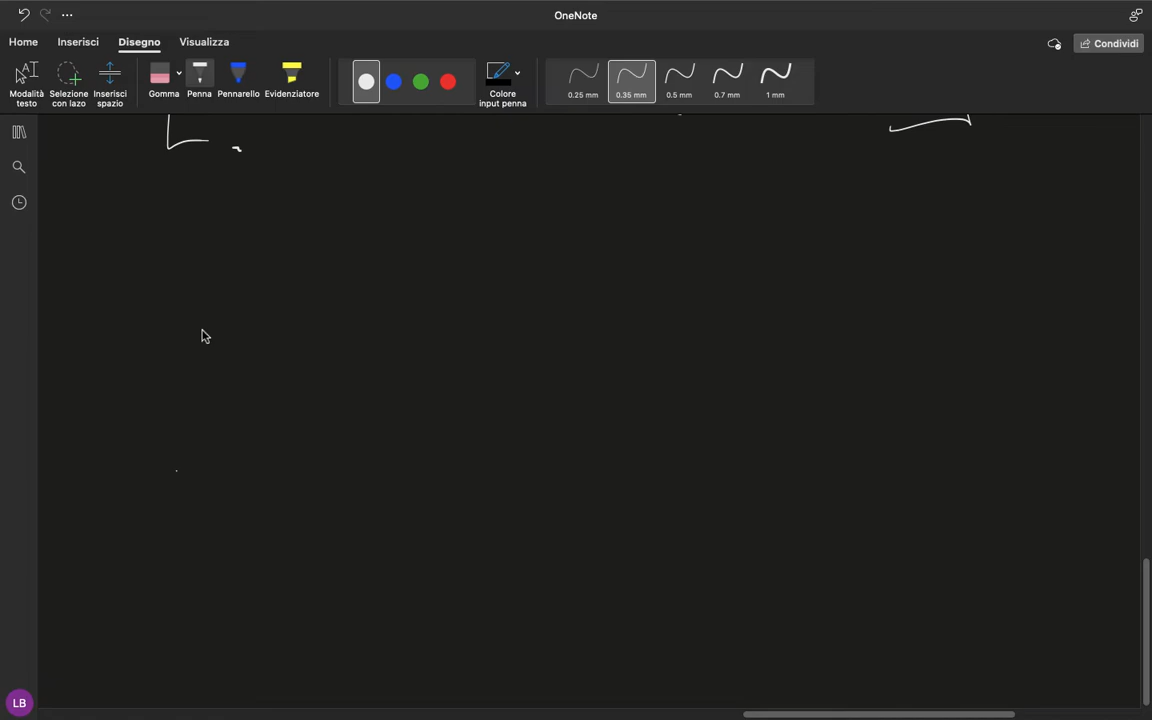 OneNote
Home Inserisci Disegno Visualizza
Condividi
Modalità testo
Selezione con lazo
Inserisci spazio
Gomma
Penna
Pennarello
Evidenziatore
Colore input penna
0.25 mm
0.35 mm
0.5 mm
0.7 mm
1 mm
LB